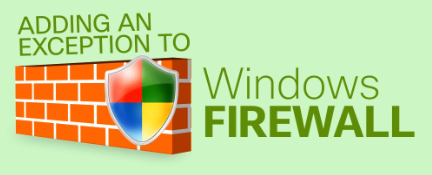 ADDING AN
EXCEPTION TO
Windows
FIREWALL